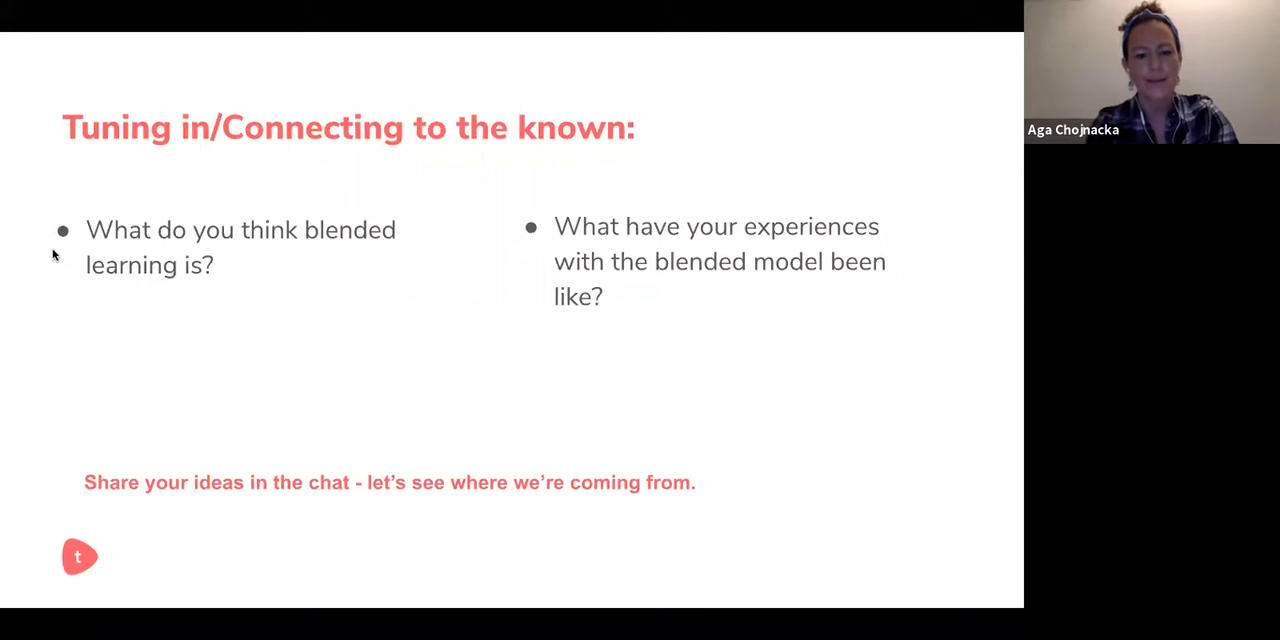 Tuning in/Connecting to the known:
What do you think blended
learning is?
What have your experiences
with the blended model been
like?
Share your ideas in the chat - let's see where we're coming from.
t
Aga Chojnacka